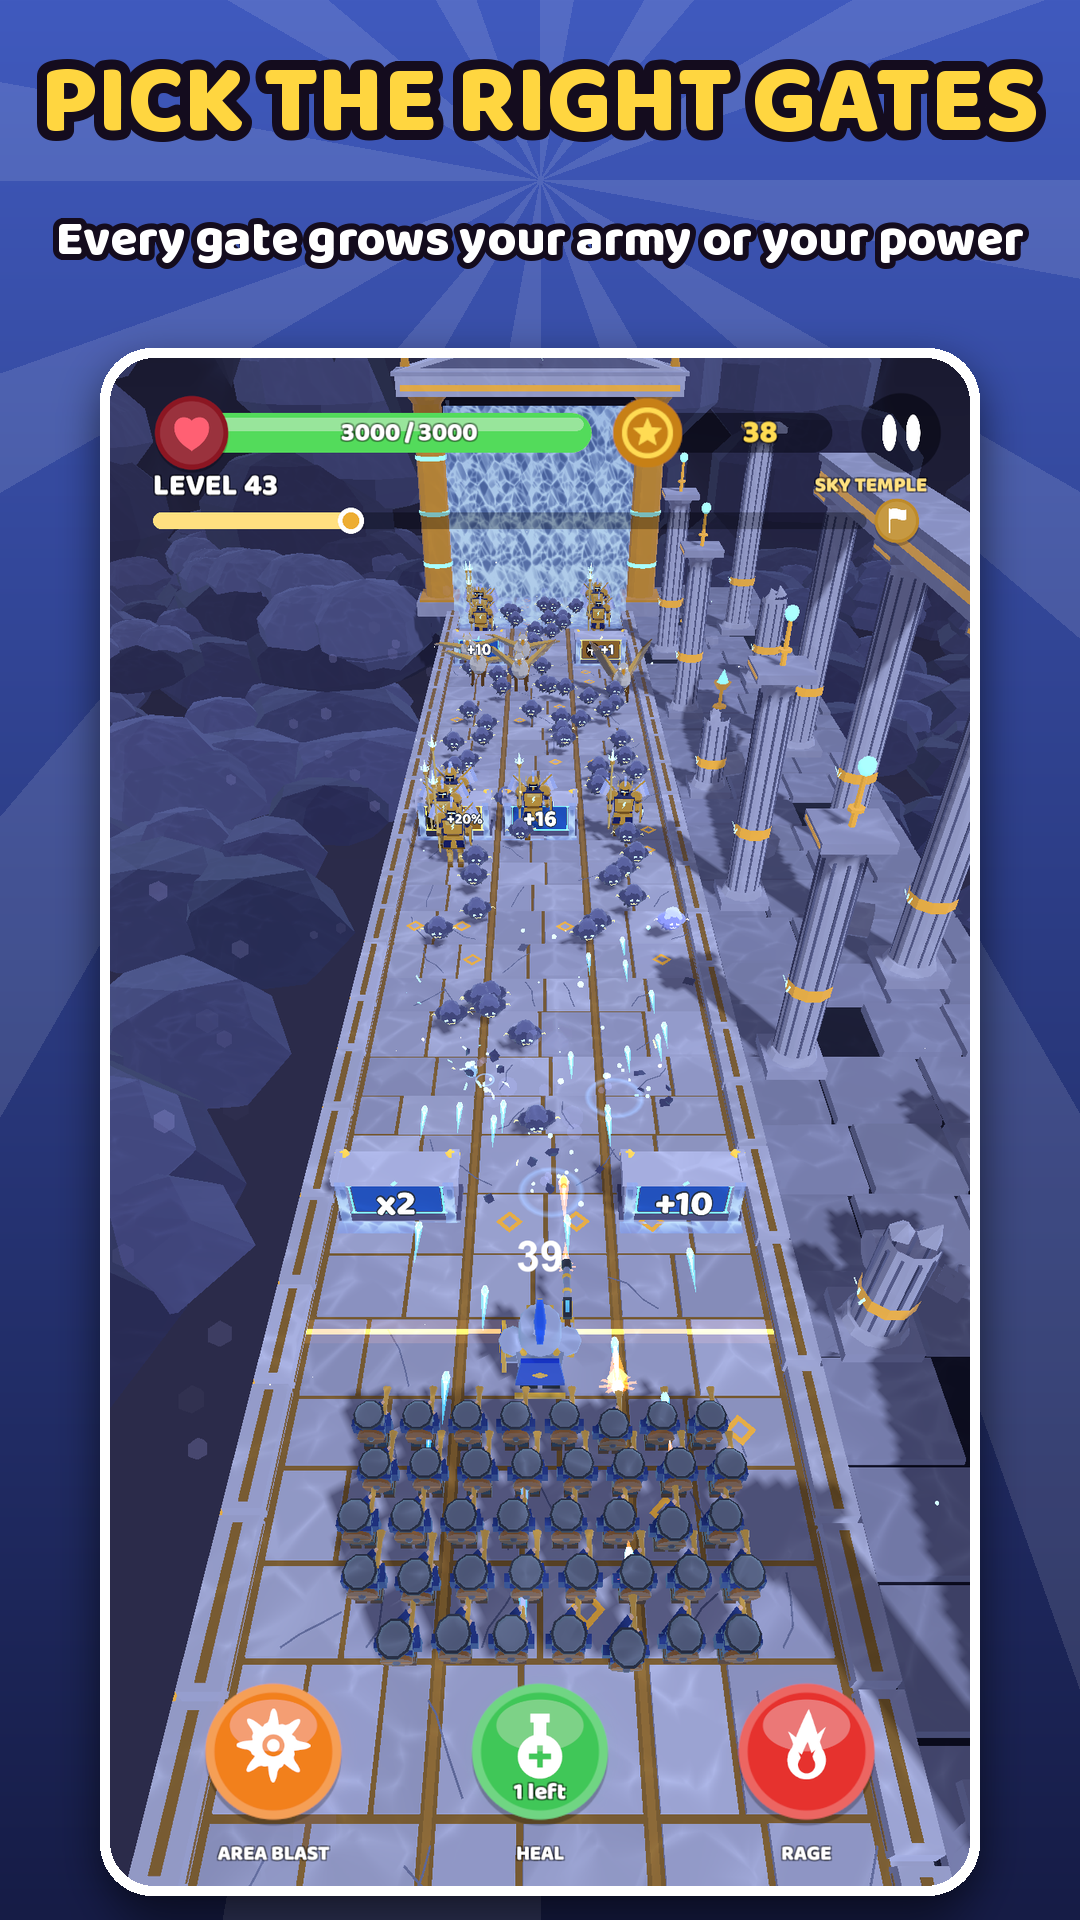 PICK THE RIGHT GATES
Every gate grows your army or your power
3000 / 3000
38
LEVEL 43
SKY TEMPLE
+10
+1
+20%
+16
x2
+10
39
1 left
AREA BLAST
HEAL
RAGE